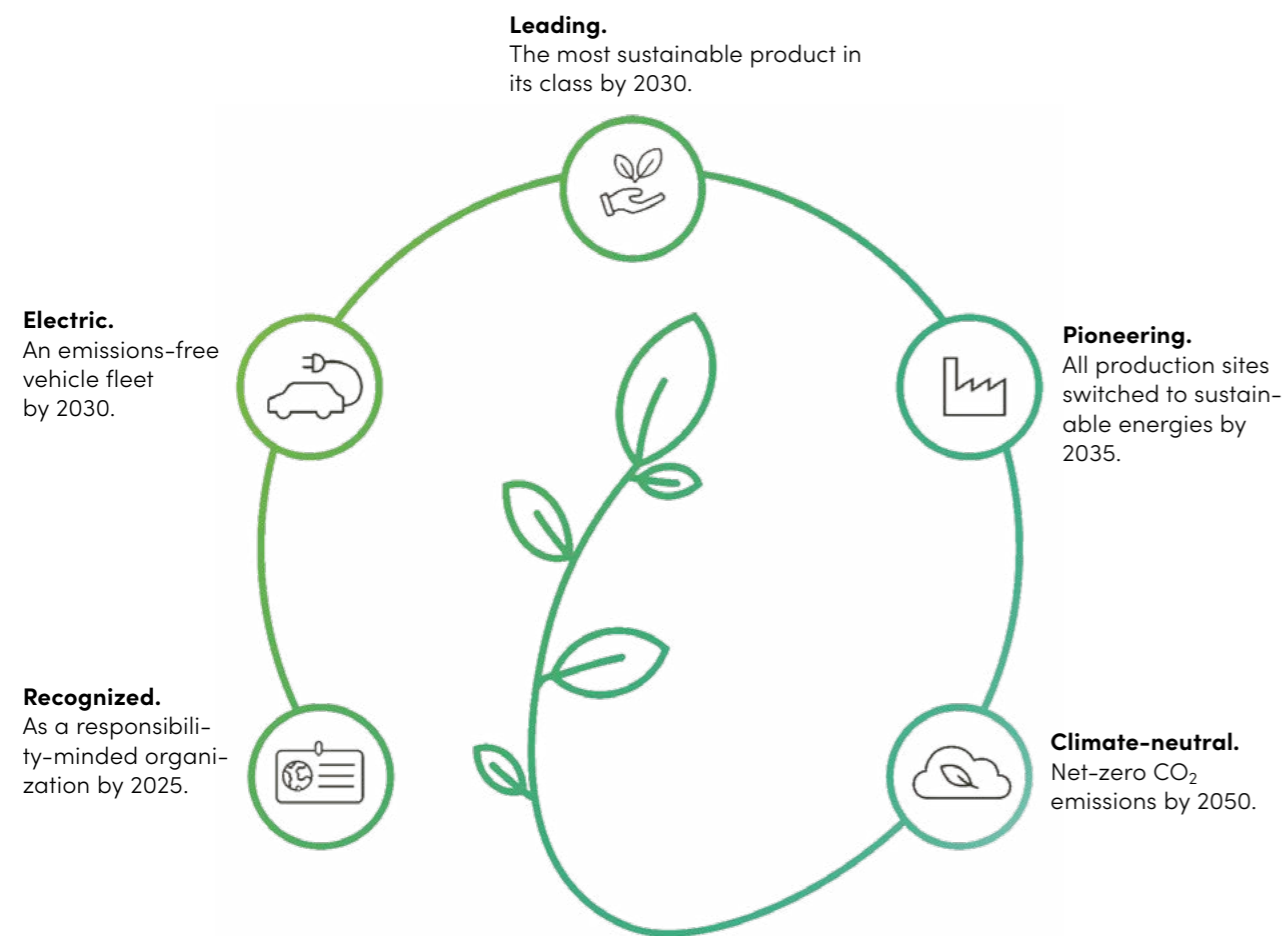 Leading.
The most sustainable product in
its class by 2030.
Electric.
An emissions-free
vehicle fleet
by 2030.
Pioneering.
All production sites
switched to sustain-
able energies by
2035.
Recognized.
As a responsibili-
ty-minded organi-
zation by 2025.
Climate-neutral.
Net-zero CO₂
emissions by 2050.